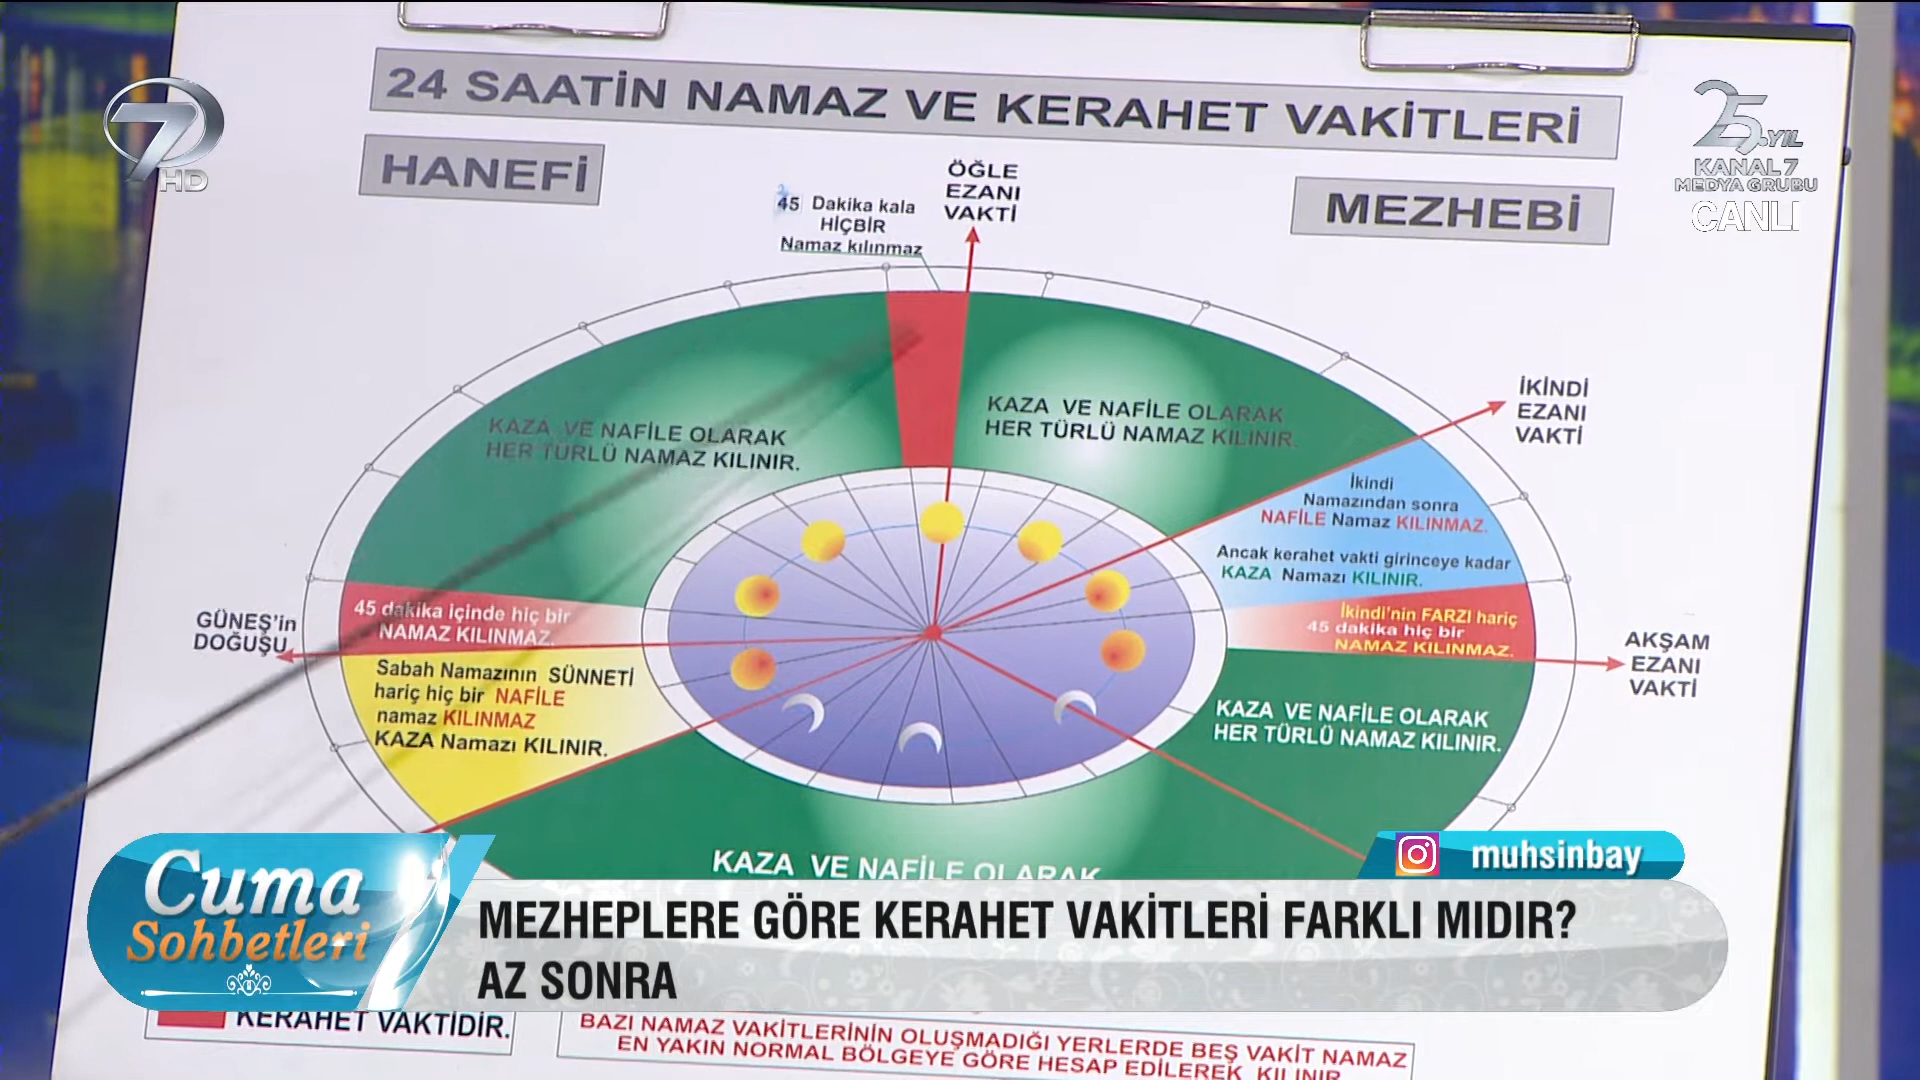 24 SAATİN NAMAZ VE KERAHET VAKİTLERİ
HANEFİ
MEZHEBİ
7
HD
25.YIL
KANAL 7
MEDYA GRUBU
CANLI
ÖĞLE
EZANI
VAKTİ
45 Dakika kala
HİÇBİR
Namaz kılınmaz
İKİNDİ
EZANI
VAKTİ
KAZA VE NAFİLE OLARAK
HER TÜRLÜ NAMAZ KILINIR.
KAZA VE NAFİLE OLARAK
HER TÜRLÜ NAMAZ KILINIR.
İkindi
Namazından sonra
NAFİLE Namaz KILINMAZ.
Ancak kerahet vakti girinceye kadar
KAZA Namazı KILINIR.
GÜNEŞ'in
DOĞUŞU
45 dakika içinde hiç bir
NAMAZ KILINMAZ.
İkindi'nin FARZI hariç
45 dakika hiç bir
NAMAZ KILINMAZ.
AKŞAM
EZANI
VAKTİ
Sabah Namazının SÜNNETİ
hariç hiç bir NAFİLE
namaz KILINMAZ
KAZA Namazı KILINIR.
KAZA VE NAFİLE OLARAK
HER TÜRLÜ NAMAZ KILINIR.
KAZA VE NAFİLE OLARAK
muhsinbay
Cuma
Sohbetleri
MEZHEPLERE GÖRE KERAHET VAKİTLERİ FARKLI MIDIR?
AZ SONRA
KERAHET VAKTİDİR.
BAZI NAMAZ VAKİTLERİNİN OLUŞMADIĞI YERLERDE BEŞ VAKİT NAMAZ
EN YAKIN NORMAL BÖLGEYE GÖRE HESAP EDİLEREK KILINIR